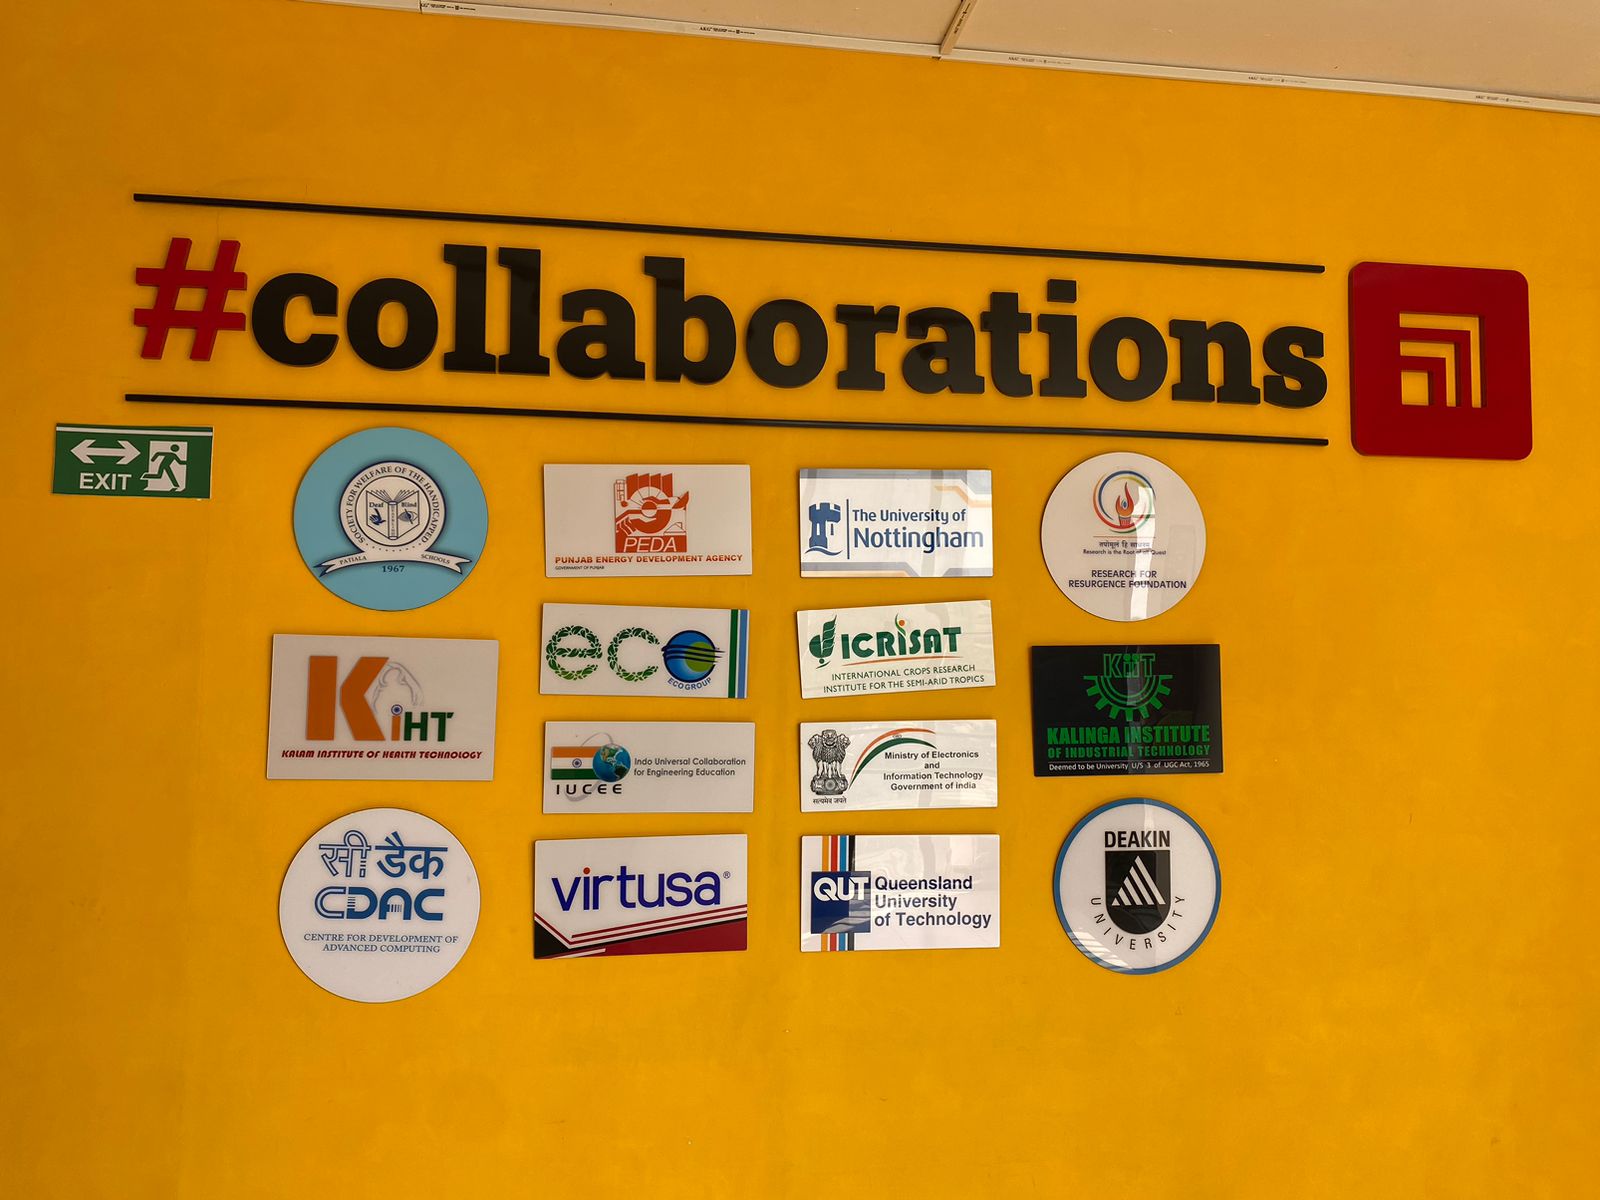 #collaborations
EXIT
SOCIETY FOR WELFARE OF THE HANDICAPPED
Deaf Blind
PATIALA SCHOOLS
1967
PEDA
PUNJAB ENERGY DEVELOPMENT AGENCY
GOVERNMENT OF PUNJAB
The University of
Nottingham
तपोमूलं हि
Research is the Root of Quest
RESEARCH FOR
RESURGENCE FOUNDATION
KiHT
KALAM INSTITUTE OF HEALTH TECHNOLOGY
eco
ECO GROUP
ICRISAT
INTERNATIONAL CROPS RESEARCH
INSTITUTE FOR THE SEMI-ARID TROPICS
KiiT
KALINGA INSTITUTE
OF INDUSTRIAL TECHNOLOGY
Deemed to be University U/S 3 of UGC Act, 1965
IUCEE
Indo Universal Collaboration
for Engineering Education
सत्यमेव जयते
Ministry of Electronics
and
Information Technology
Government of india
सी डैक
CDAC
CENTRE FOR DEVELOPMENT OF
ADVANCED COMPUTING
virtusa®
QUT
Queensland
University
of Technology
DEAKIN
UNIVERSITY